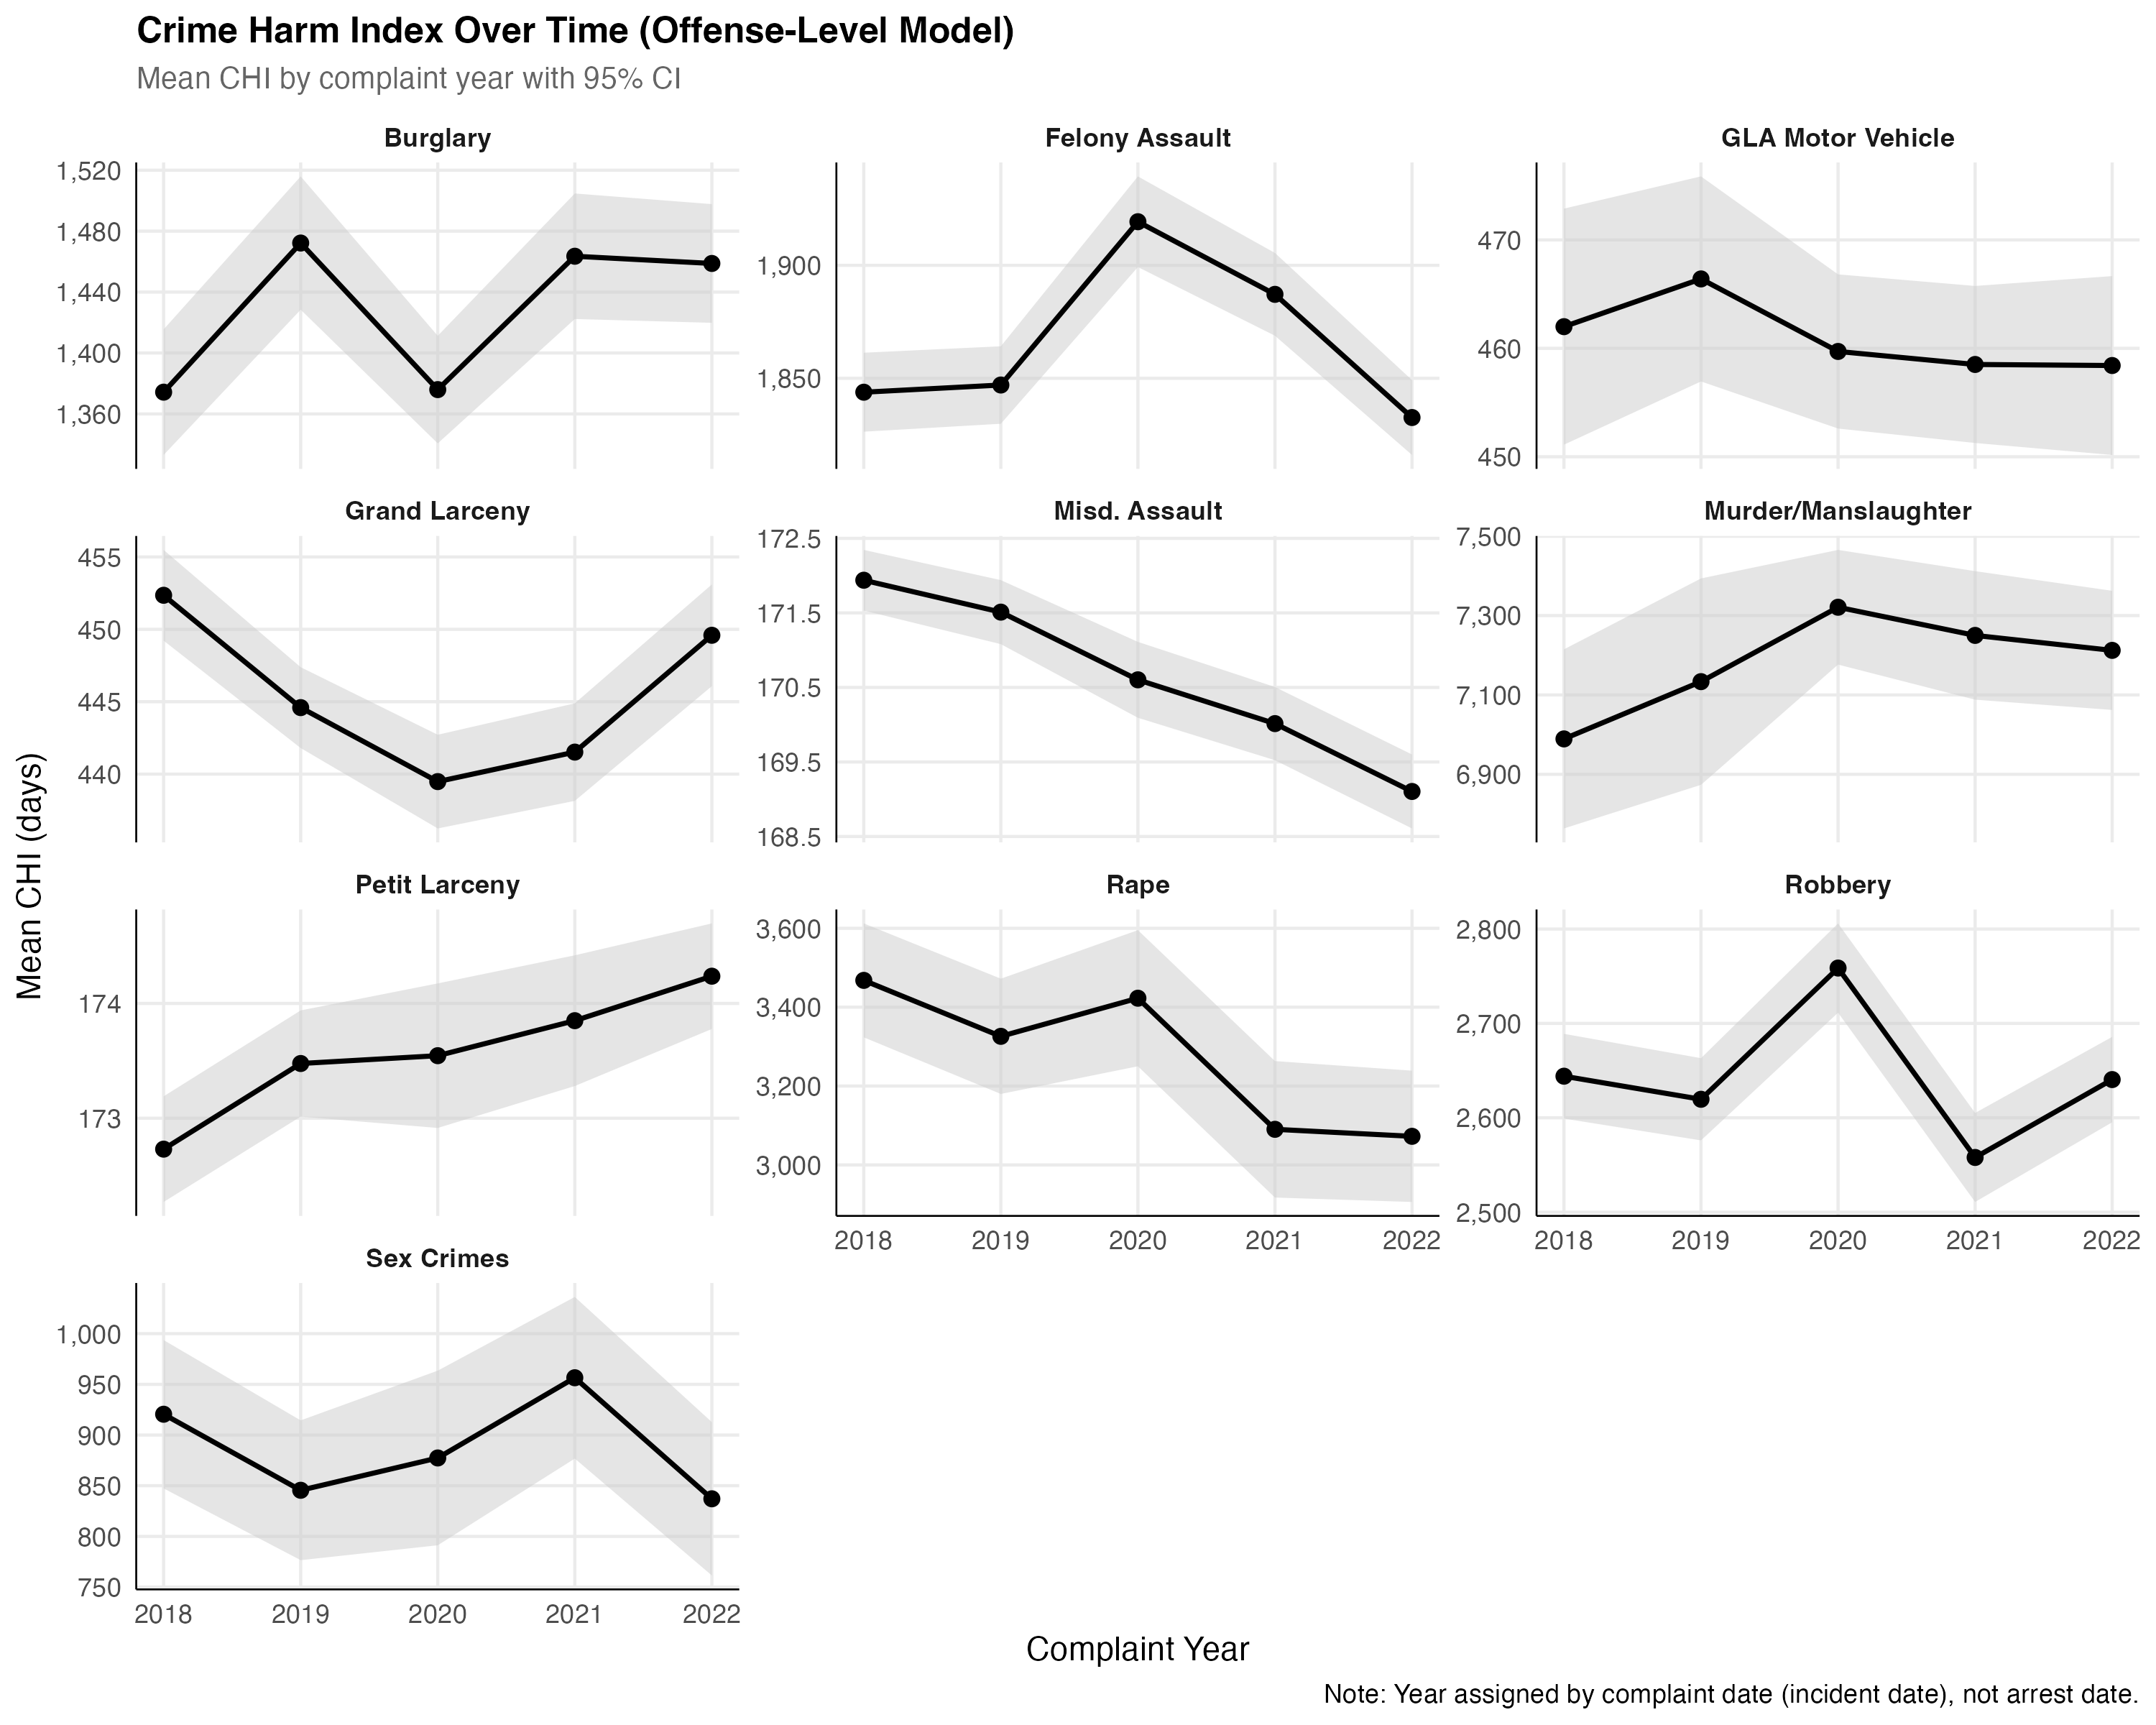 Crime Harm Index Over Time (Offense-Level Model)
Mean CHI by complaint year with 95% CI
Mean CHI (days)
Burglary
1,520
1,480
1,440
1,400
1,360
Felony Assault
1,900
1,850
GLA Motor Vehicle
470
460
450
Grand Larceny
455
450
445
440
Misd. Assault
172.5
171.5
170.5
169.5
168.5
Murder/Manslaughter
7,500
7,300
7,100
6,900
Petit Larceny
174
173
Rape
3,600
3,400
3,200
3,000
2018 2019 2020 2021 2022
Robbery
2,800
2,700
2,600
2,500
2018 2019 2020 2021 2022
Sex Crimes
1,000
950
900
850
800
750
2018 2019 2020 2021 2022
Complaint Year
Note: Year assigned by complaint date (incident date), not arrest date.